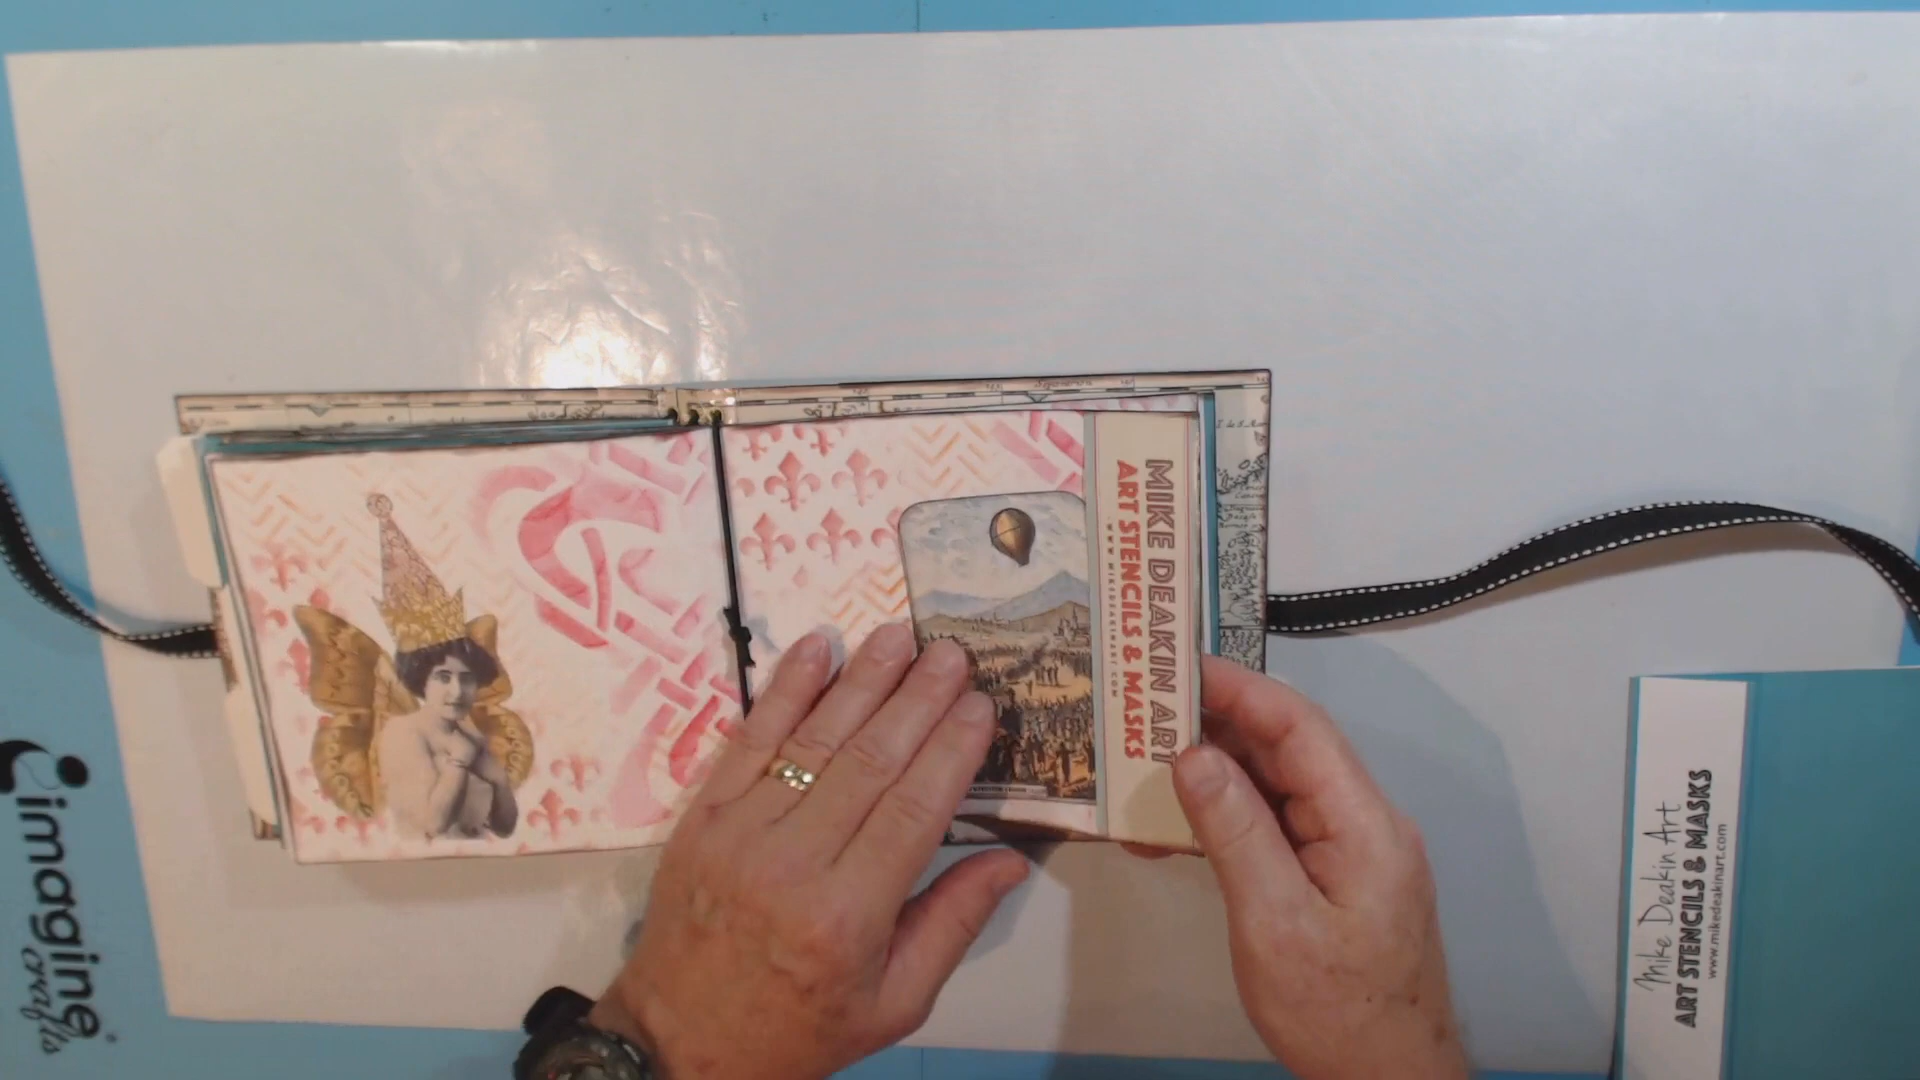 MIKE DEAKIN ART
ART STENCILS & MASKS
WWW.MIKEDEAKINART.COM
Mike Deakin Art
ART STENCILS & MASKS
www.mikedeakinart.com
imagine
crafts